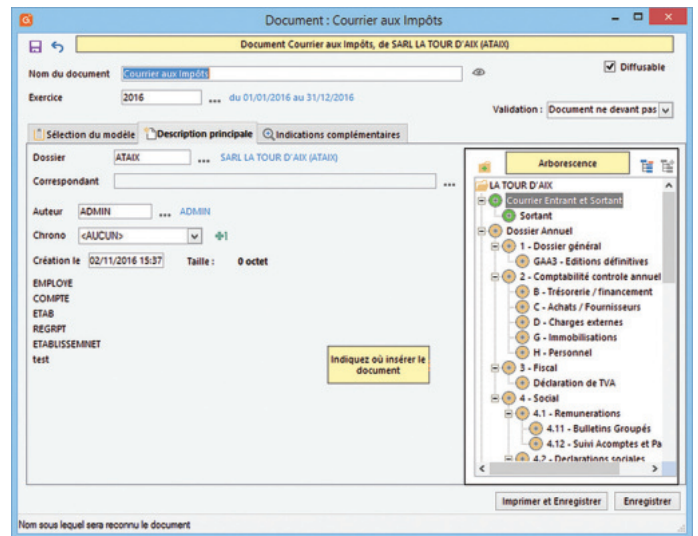 Document : Courrier aux Impôts
Document Courrier aux Impôts, de SARL LA TOUR D'AIX (ATAIX)
Nom du document Courrier aux Impôts
Diffusable
Exercice 2016 ... du 01/01/2016 au 31/12/2016
Validation : Document ne devant pas
Sélection du modèle Description principale Indications complémentaires
Dossier ATAIX ... SARL LA TOUR D'AIX (ATAIX)
Correspondant ...
Auteur ADMIN ... ADMIN
Chrono <AUCUN> +1
Création le 02/11/2016 15:37 Taille : 0 octet
EMPLOYE
COMPTE
ETAB
REGRPT
ETABLISSEMNET
test
Indiquez où insérer le
document
Arborescence
LA TOUR D'AIX
Courrier Entrant et Sortant
Sortant
Dossier Annuel
1 - Dossier général
GAA3 - Editions définitives
2 - Comptabilité controle annuel
B - Trésorerie / financement
C - Achats / Fournisseurs
D - Charges externes
G - Immobilisations
H - Personnel
3 - Fiscal
Déclaration de TVA
4 - Social
4.1 - Remunerations
4.11 - Bulletins Groupés
4.12 - Suivi Acomptes et Pa
4.2 - Declarations sociales
Imprimer et Enregistrer Enregistrer
Nom sous lequel sera reconnu le document